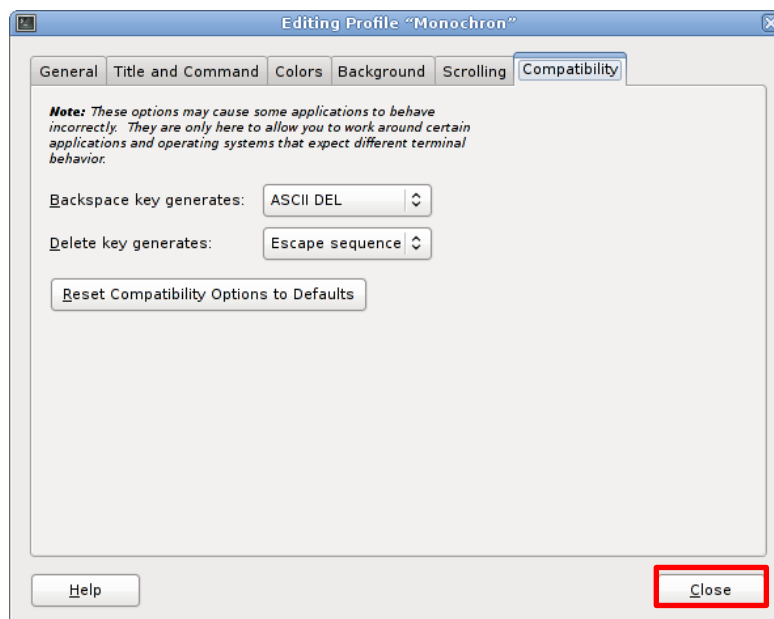 Editing Profile “Monochron”
General Title and Command Colors Background Scrolling Compatibility
Note: These options may cause some applications to behave
incorrectly. They are only here to allow you to work around certain
applications and operating systems that expect different terminal
behavior.
Backspace key generates: ASCII DEL
Delete key generates: Escape sequence
Reset Compatibility Options to Defaults
Help Close